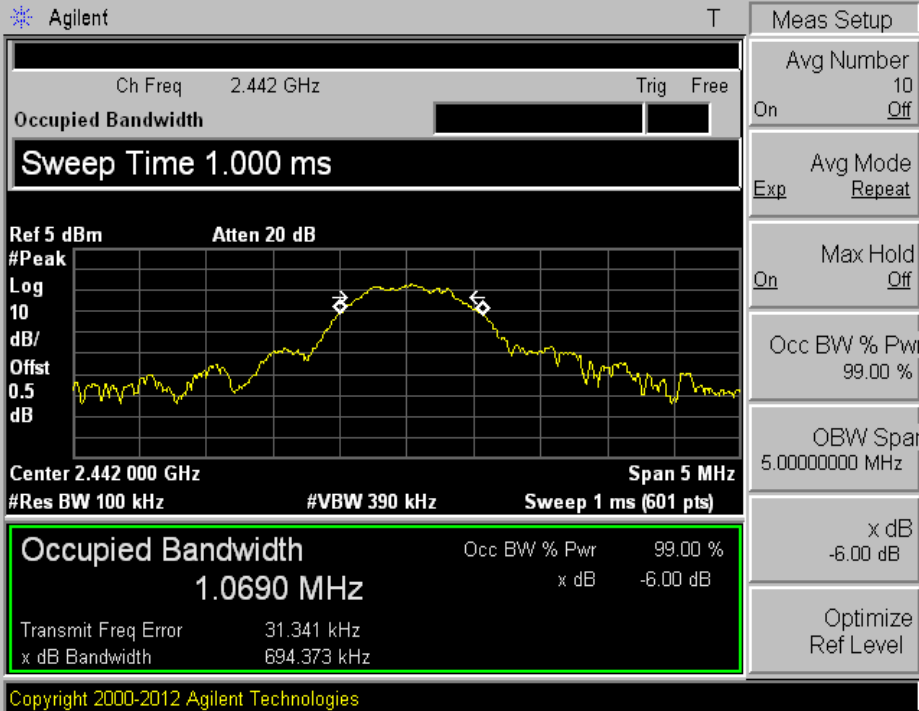 Agilent T Meas Setup
Ch Freq 2.442 GHz Trig Free
Occupied Bandwidth
Sweep Time 1.000 ms
Ref 5 dBm Atten 20 dB
#Peak
Log
10
dB/
Offst
0.5
dB
Center 2.442 000 GHz Span 5 MHz
#Res BW 100 kHz #VBW 390 kHz Sweep 1 ms (601 pts)
Occupied Bandwidth Occ BW % Pwr 99.00 %
1.0690 MHz x dB -6.00 dB
Transmit Freq Error 31.341 kHz
x dB Bandwidth 694.373 kHz
Copyright 2000-2012 Agilent Technologies
Avg Number
10
On Off
Avg Mode
Exp Repeat
Max Hold
On Off
Occ BW % Pwr
99.00 %
OBW Span
5.00000000 MHz
x dB
-6.00 dB
Optimize
Ref Level